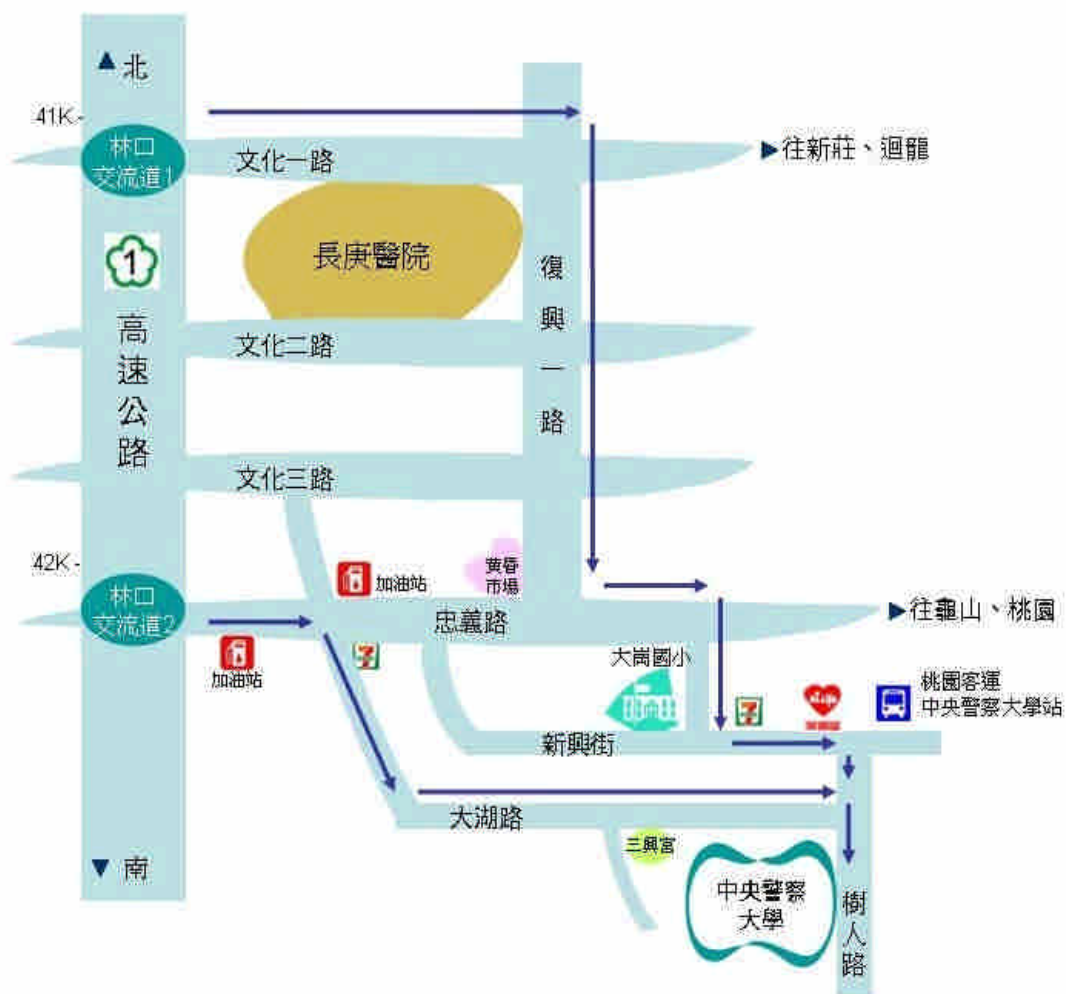 北
41K -
林口
交流道1
文化一路
往新莊、迴龍
長庚醫院
1
高速公路
復興一路
文化二路
文化三路
42K -
林口
交流道2
加油站
黃昏
市場
忠義路
往龜山、桃園
加油站
7
大崗國小
7
桃園客運
中央警察大學站
新興街
大湖路
南
三興宮
中央警察
大學
樹人路